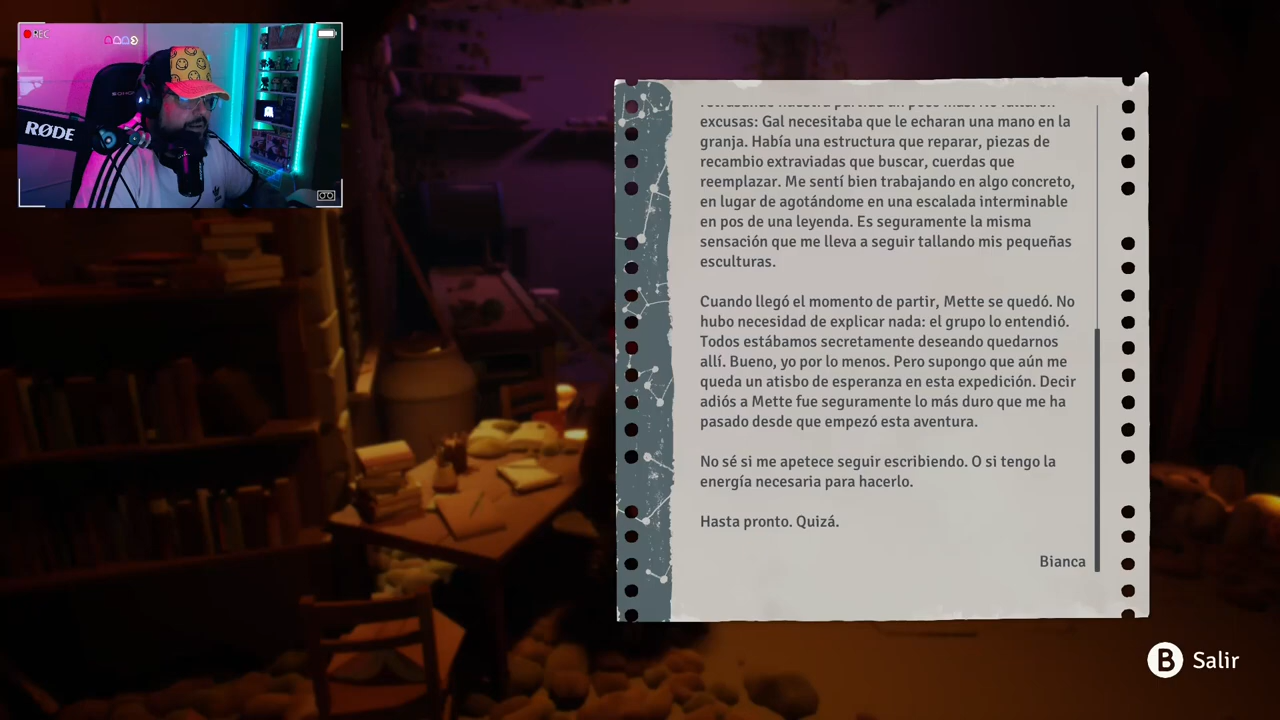 REC
RØDE
excusas: Gal necesitaba que le echaran una mano en la
granja. Había una estructura que reparar, piezas de
recambio extraviadas que buscar, cuerdas que
reemplazar. Me sentí bien trabajando en algo concreto,
en lugar de agotándome en una escalada interminable
en pos de una leyenda. Es seguramente la misma
sensación que me lleva a seguir tallando mis pequeñas
esculturas.
Cuando llegó el momento de partir, Mette se quedó. No
hubo necesidad de explicar nada: el grupo lo entendió.
Todos estábamos secretamente deseando quedarnos
allí. Bueno, yo por lo menos. Pero supongo que aún me
queda un atisbo de esperanza en esta expedición. Decir
adiós a Mette fue seguramente lo más duro que me ha
pasado desde que empezó esta aventura.
No sé si me apetece seguir escribiendo. O si tengo la
energía necesaria para hacerlo.
Hasta pronto. Quizá.
Bianca
B Salir